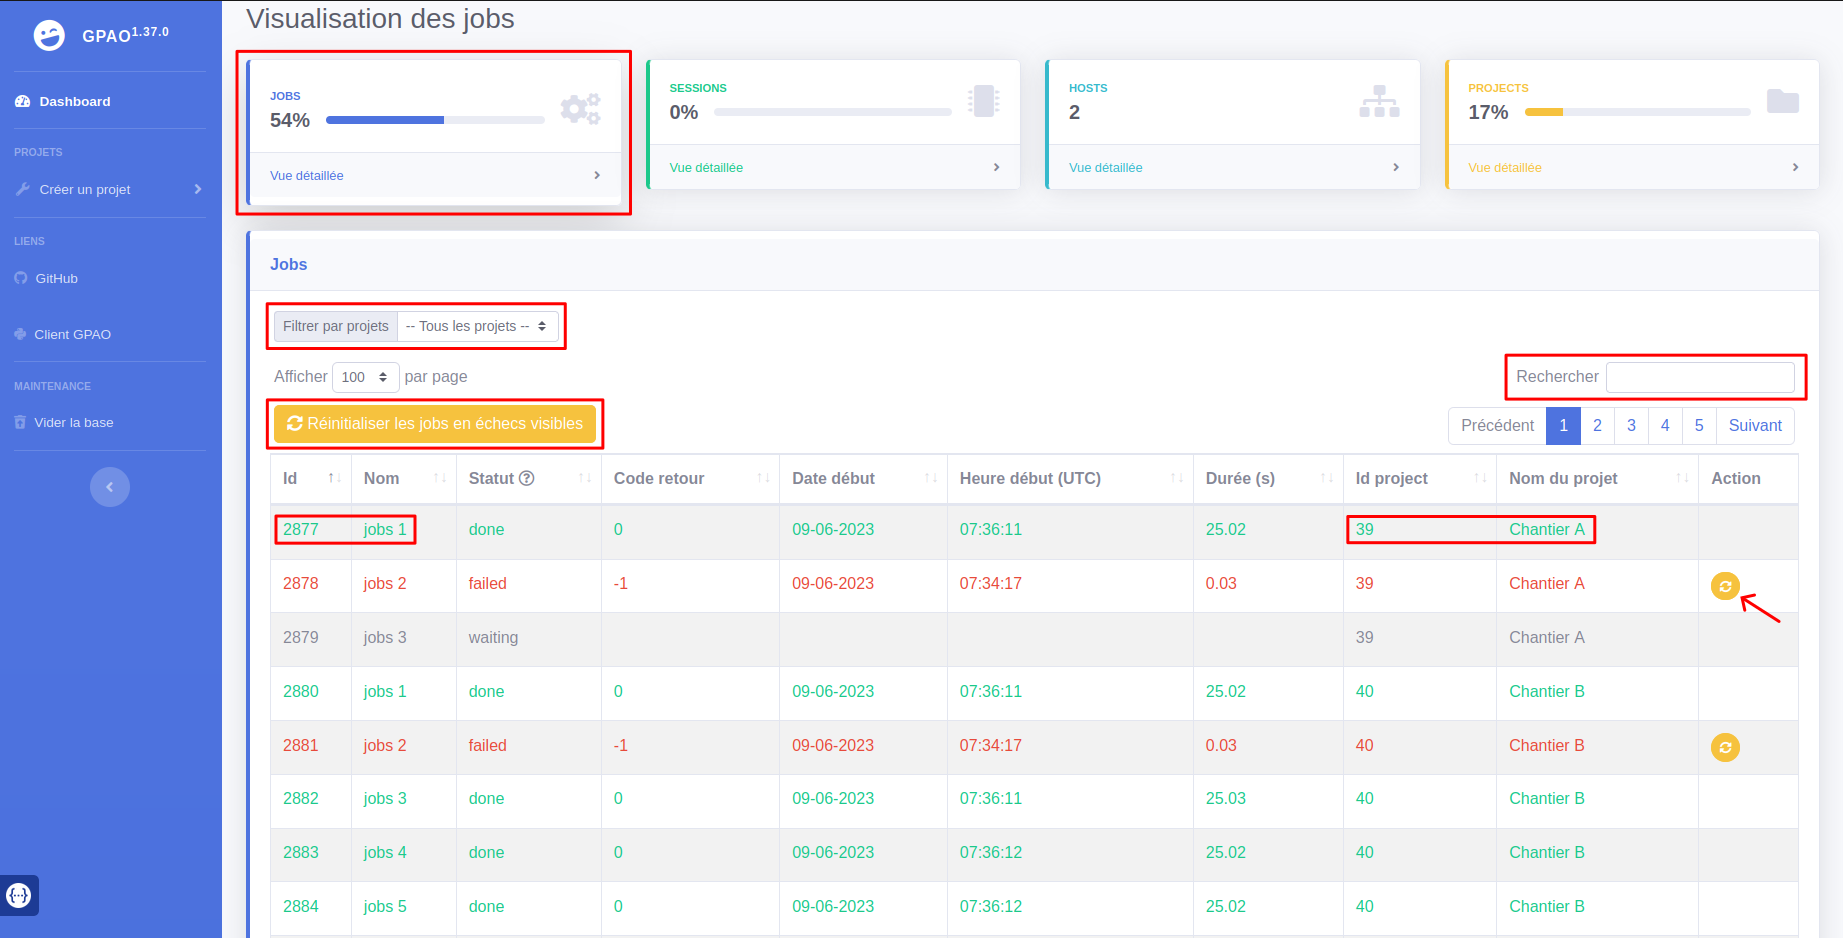 GPAO1.37.0
Dashboard
PROJETS
Créer un projet
LIENS
GitHub
Client GPAO
MAINTENANCE
Vider la base
Visualisation des jobs
JOBS
54%
Vue détaillée
SESSIONS
0%
Vue détaillée
HOSTS
2
Vue détaillée
PROJECTS
17%
Vue détaillée
Jobs
Filtrer par projets -- Tous les projets --
Afficher 100 par page
Rechercher
Réinitialiser les jobs en échecs visibles
Précédent 1 2 3 4 5 Suivant
Id Nom Statut Code retour Date début Heure début (UTC) Durée (s) Id project Nom du projet Action
2877 jobs 1 done 0 09-06-2023 07:36:11 25.02 39 Chantier A
2878 jobs 2 failed -1 09-06-2023 07:34:17 0.03 39 Chantier A
2879 jobs 3 waiting 39 Chantier A
2880 jobs 1 done 0 09-06-2023 07:36:11 25.02 40 Chantier B
2881 jobs 2 failed -1 09-06-2023 07:34:17 0.03 40 Chantier B
2882 jobs 3 done 0 09-06-2023 07:36:11 25.03 40 Chantier B
2883 jobs 4 done 0 09-06-2023 07:36:12 25.02 40 Chantier B
2884 jobs 5 done 0 09-06-2023 07:36:12 25.02 40 Chantier B